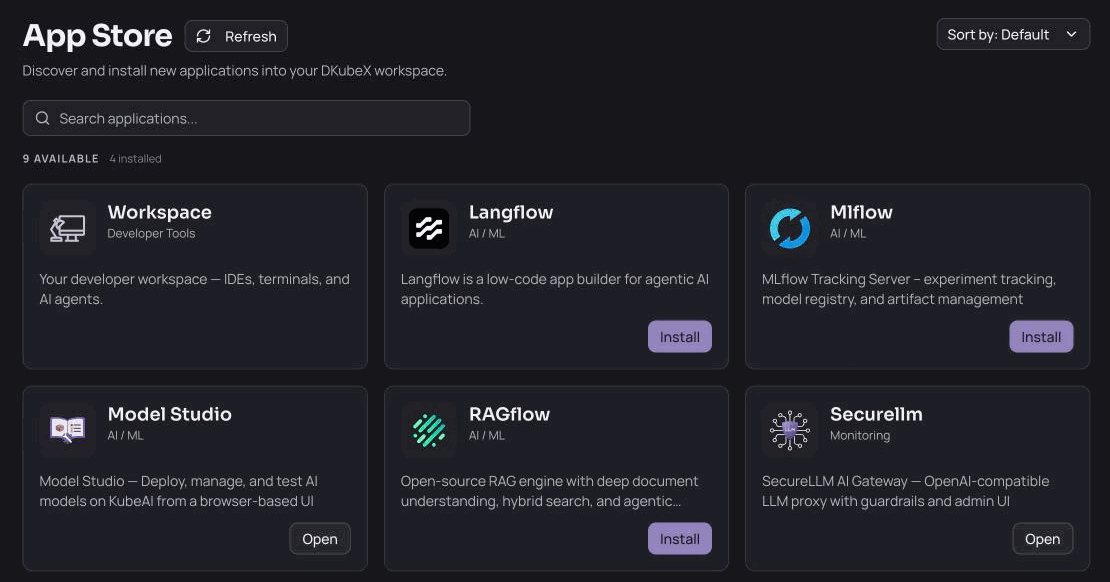 App Store
Refresh
Sort by: Default
Discover and install new applications into your DKubeX workspace.
Search applications...
9 AVAILABLE 4 installed
Workspace
Developer Tools
Your developer workspace — IDEs, terminals, and
AI agents.
Langflow
AI / ML
Langflow is a low-code app builder for agentic AI
applications.
Install
Mlflow
AI / ML
MLflow Tracking Server – experiment tracking,
model registry, and artifact management
Install
Model Studio
AI / ML
Model Studio — Deploy, manage, and test AI
models on KubeAI from a browser-based UI
Open
RAGflow
AI / ML
Open-source RAG engine with deep document
understanding, hybrid search, and agentic...
Install
LLM
Securellm
Monitoring
SecureLLM AI Gateway — OpenAI-compatible
LLM proxy with guardrails and admin UI
Open